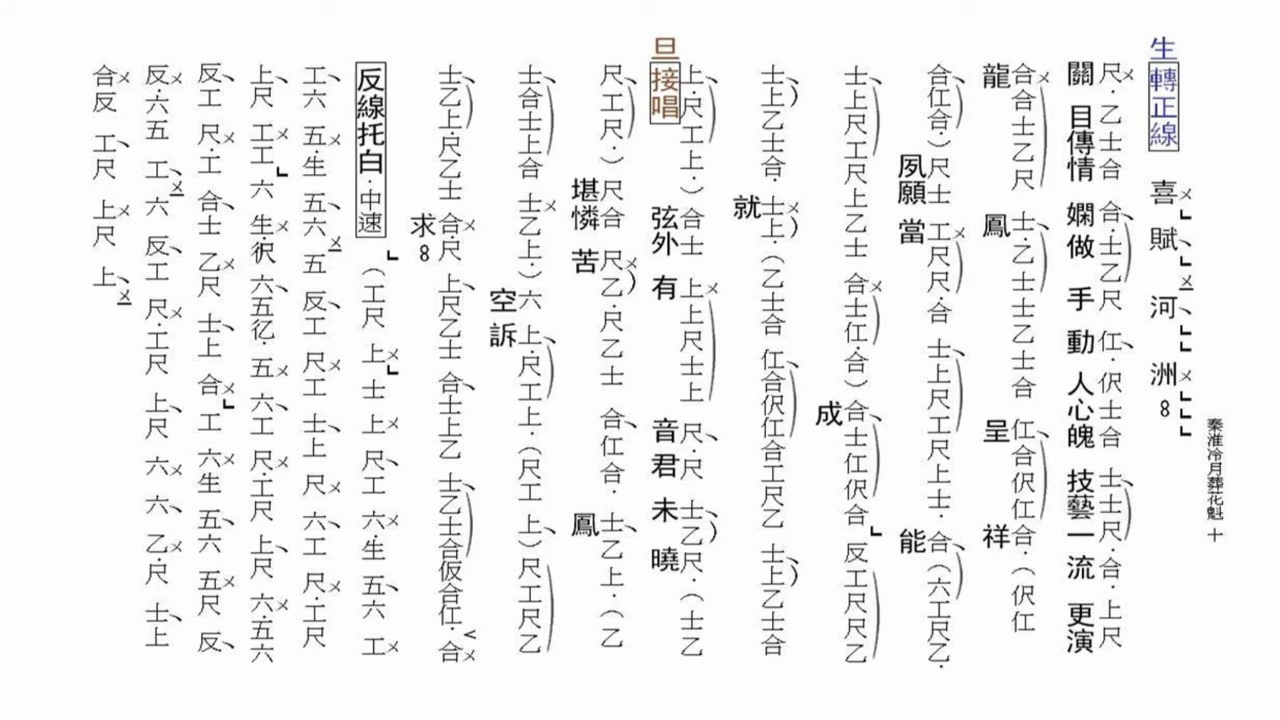 秦淮冷月葬花魁 十
生 轉正線 喜 賦 河 洲 8
尺·乙士合 合·士乙尺 仜·伬士合 士士尺·合·上尺
關 目傳情 嫻做 手 動 人心魄 技藝一流 更演
合合士乙尺 士·乙士士乙士合 仜合伬仜合·（伬仜
龍 鳳 呈 祥
合仜合·）尺士 工尺尺·合 士上尺工尺上士·合·（六工尺乙·
夙願 當 能
士上尺工尺上乙士 合士仜·合）合·士仜伬合 反工尺尺乙
成
士上乙士合·士上·（乙士合 仜合伬仜合工尺乙 士上乙士合
就
旦 接唱
上·尺工上·）合士 上上尺士上 尺·尺 士乙尺·（士乙
弦外 有 音君 未 曉
尺·工尺·）尺合 尺乙·尺乙士 合仜合·士乙上·（乙
堪憐 苦 鳳
士合士上合 士乙上·）六 上·尺工上·（尺工 上）尺工尺乙
空訴
士乙上·尺乙士 合·尺 上尺乙士 合士上乙 士乙士合仮合仜·合
求8
反線托白·中速
（工尺 上士 上尺工 六·生 五六 工
工六 五·生 五六 五 反工 尺工 士上 尺 六工 尺·工尺
上尺 工工 六 生·伬 六五亿·五 六工 尺·工尺 上尺 六·五六
反工 尺·工 合士 乙尺 士上 合工 六生 五六 五尺 反
反·六五 工六 反工 尺·工尺 上尺 六 六 乙·尺 士上
合反 工尺 上尺 上